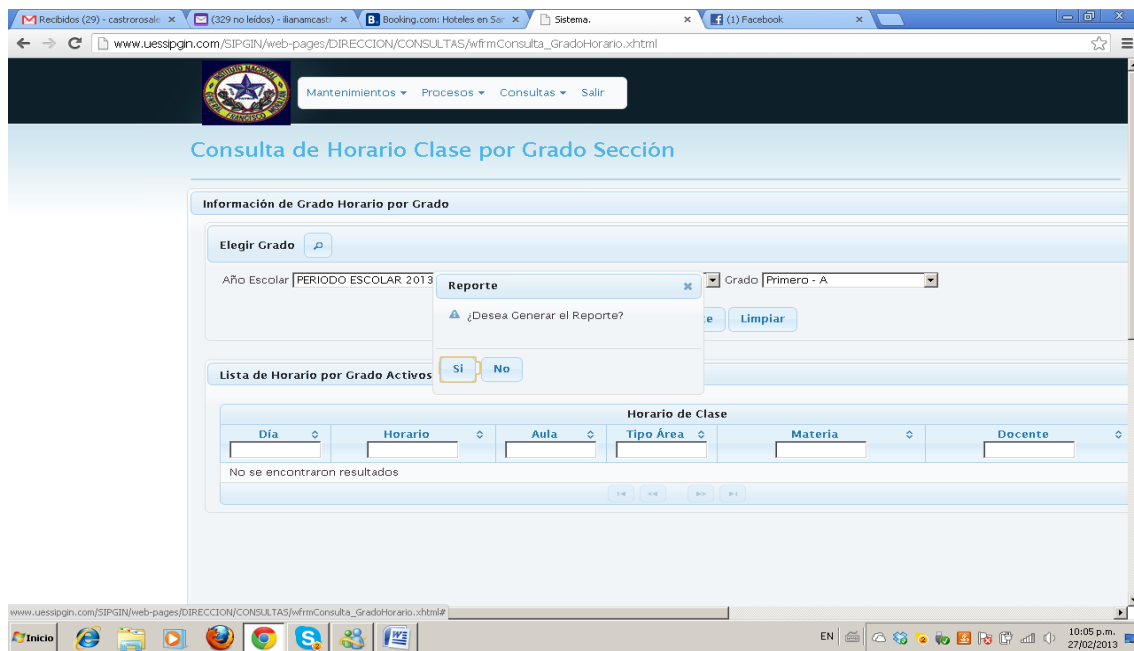 Recibidos (29) - castrorosale
(329 no leídos) - ilianamcast
Booking.com: Hoteles en Sar
Sistema.
(1) Facebook
www.uessipgin.com/SIPGIN/web-pages/DIRECCION/CONSULTAS/wfrmConsulta_GradoHorario.xhtml
Mantenimientos Procesos Consultas Salir
Consulta de Horario Clase por Grado Sección
Información de Grado Horario por Grado
Elegir Grado
Año Escolar PERIODO ESCOLAR 2013 Grado Primero - A
Limpiar
Reporte
¿Desea Generar el Reporte?
Si No
Lista de Horario por Grado Activos
Horario de Clase
Día Horario Aula Tipo Área Materia Docente
No se encontraron resultados
www.uessipgin.com/SIPGIN/web-pages/DIRECCION/CONSULTAS/wfrmConsulta_GradoHorario.xhtml#
Inicio
EN
10:05 p.m.
27/02/2013